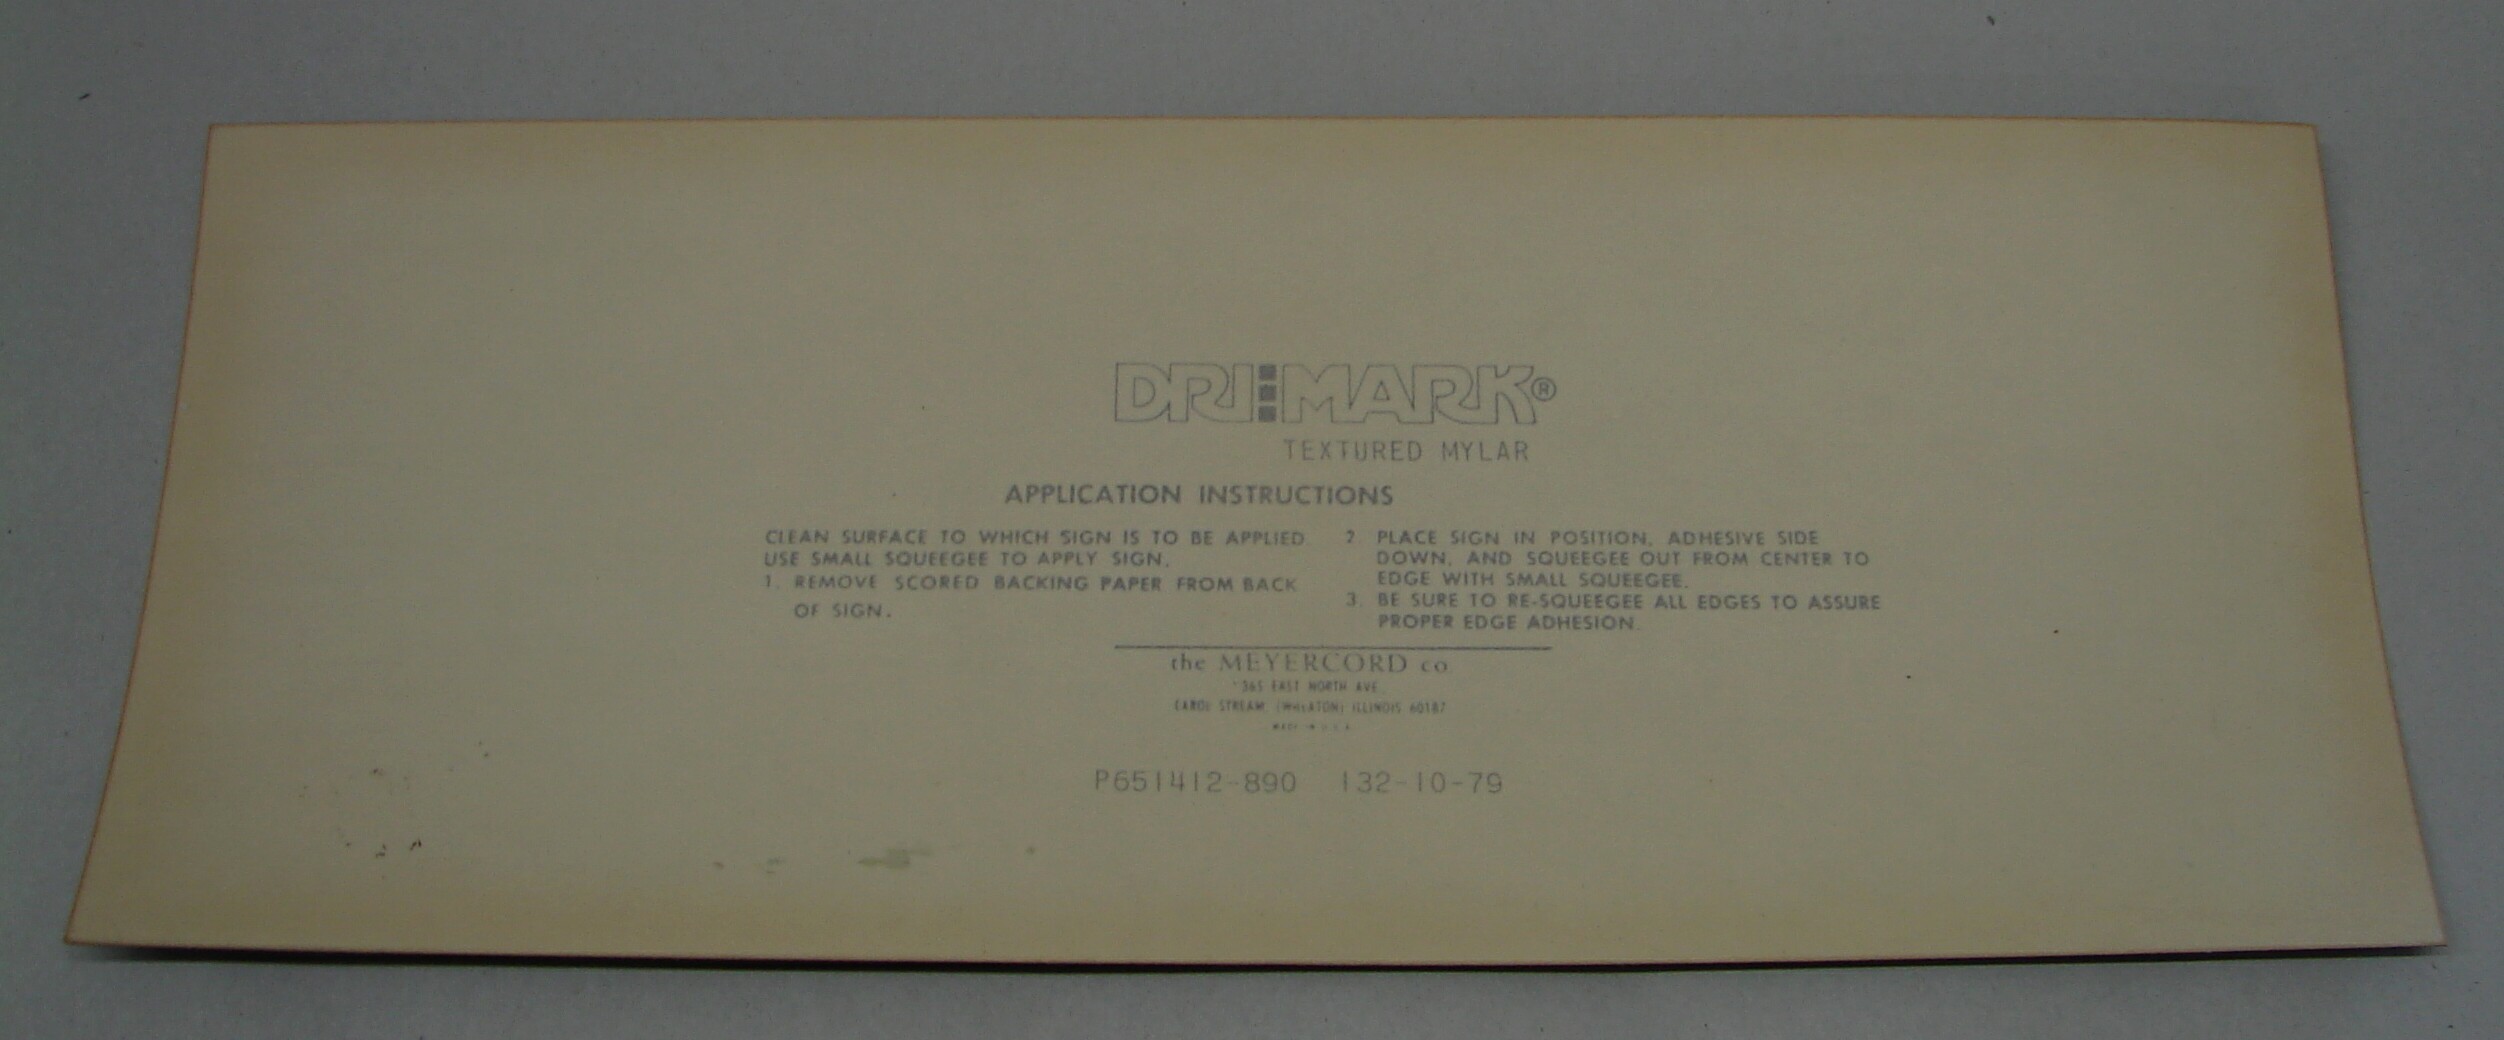 DRI MARK®
TEXTURED MYLAR
APPLICATION INSTRUCTIONS
CLEAN SURFACE TO WHICH SIGN IS TO BE APPLIED.
USE SMALL SQUEEGEE TO APPLY SIGN.
1. REMOVE SCORED BACKING PAPER FROM BACK
OF SIGN.
2. PLACE SIGN IN POSITION, ADHESIVE SIDE
DOWN, AND SQUEEGEE OUT FROM CENTER TO
EDGE WITH SMALL SQUEEGEE.
3. BE SURE TO RE-SQUEEGEE ALL EDGES TO ASSURE
PROPER EDGE ADHESION.
the MEYERCORD co.
365 EAST NORTH AVE.
CAROL STREAM, (WHEATON) ILLINOIS 60187
MADE IN U.S.A.
P651412-890 132-10-79